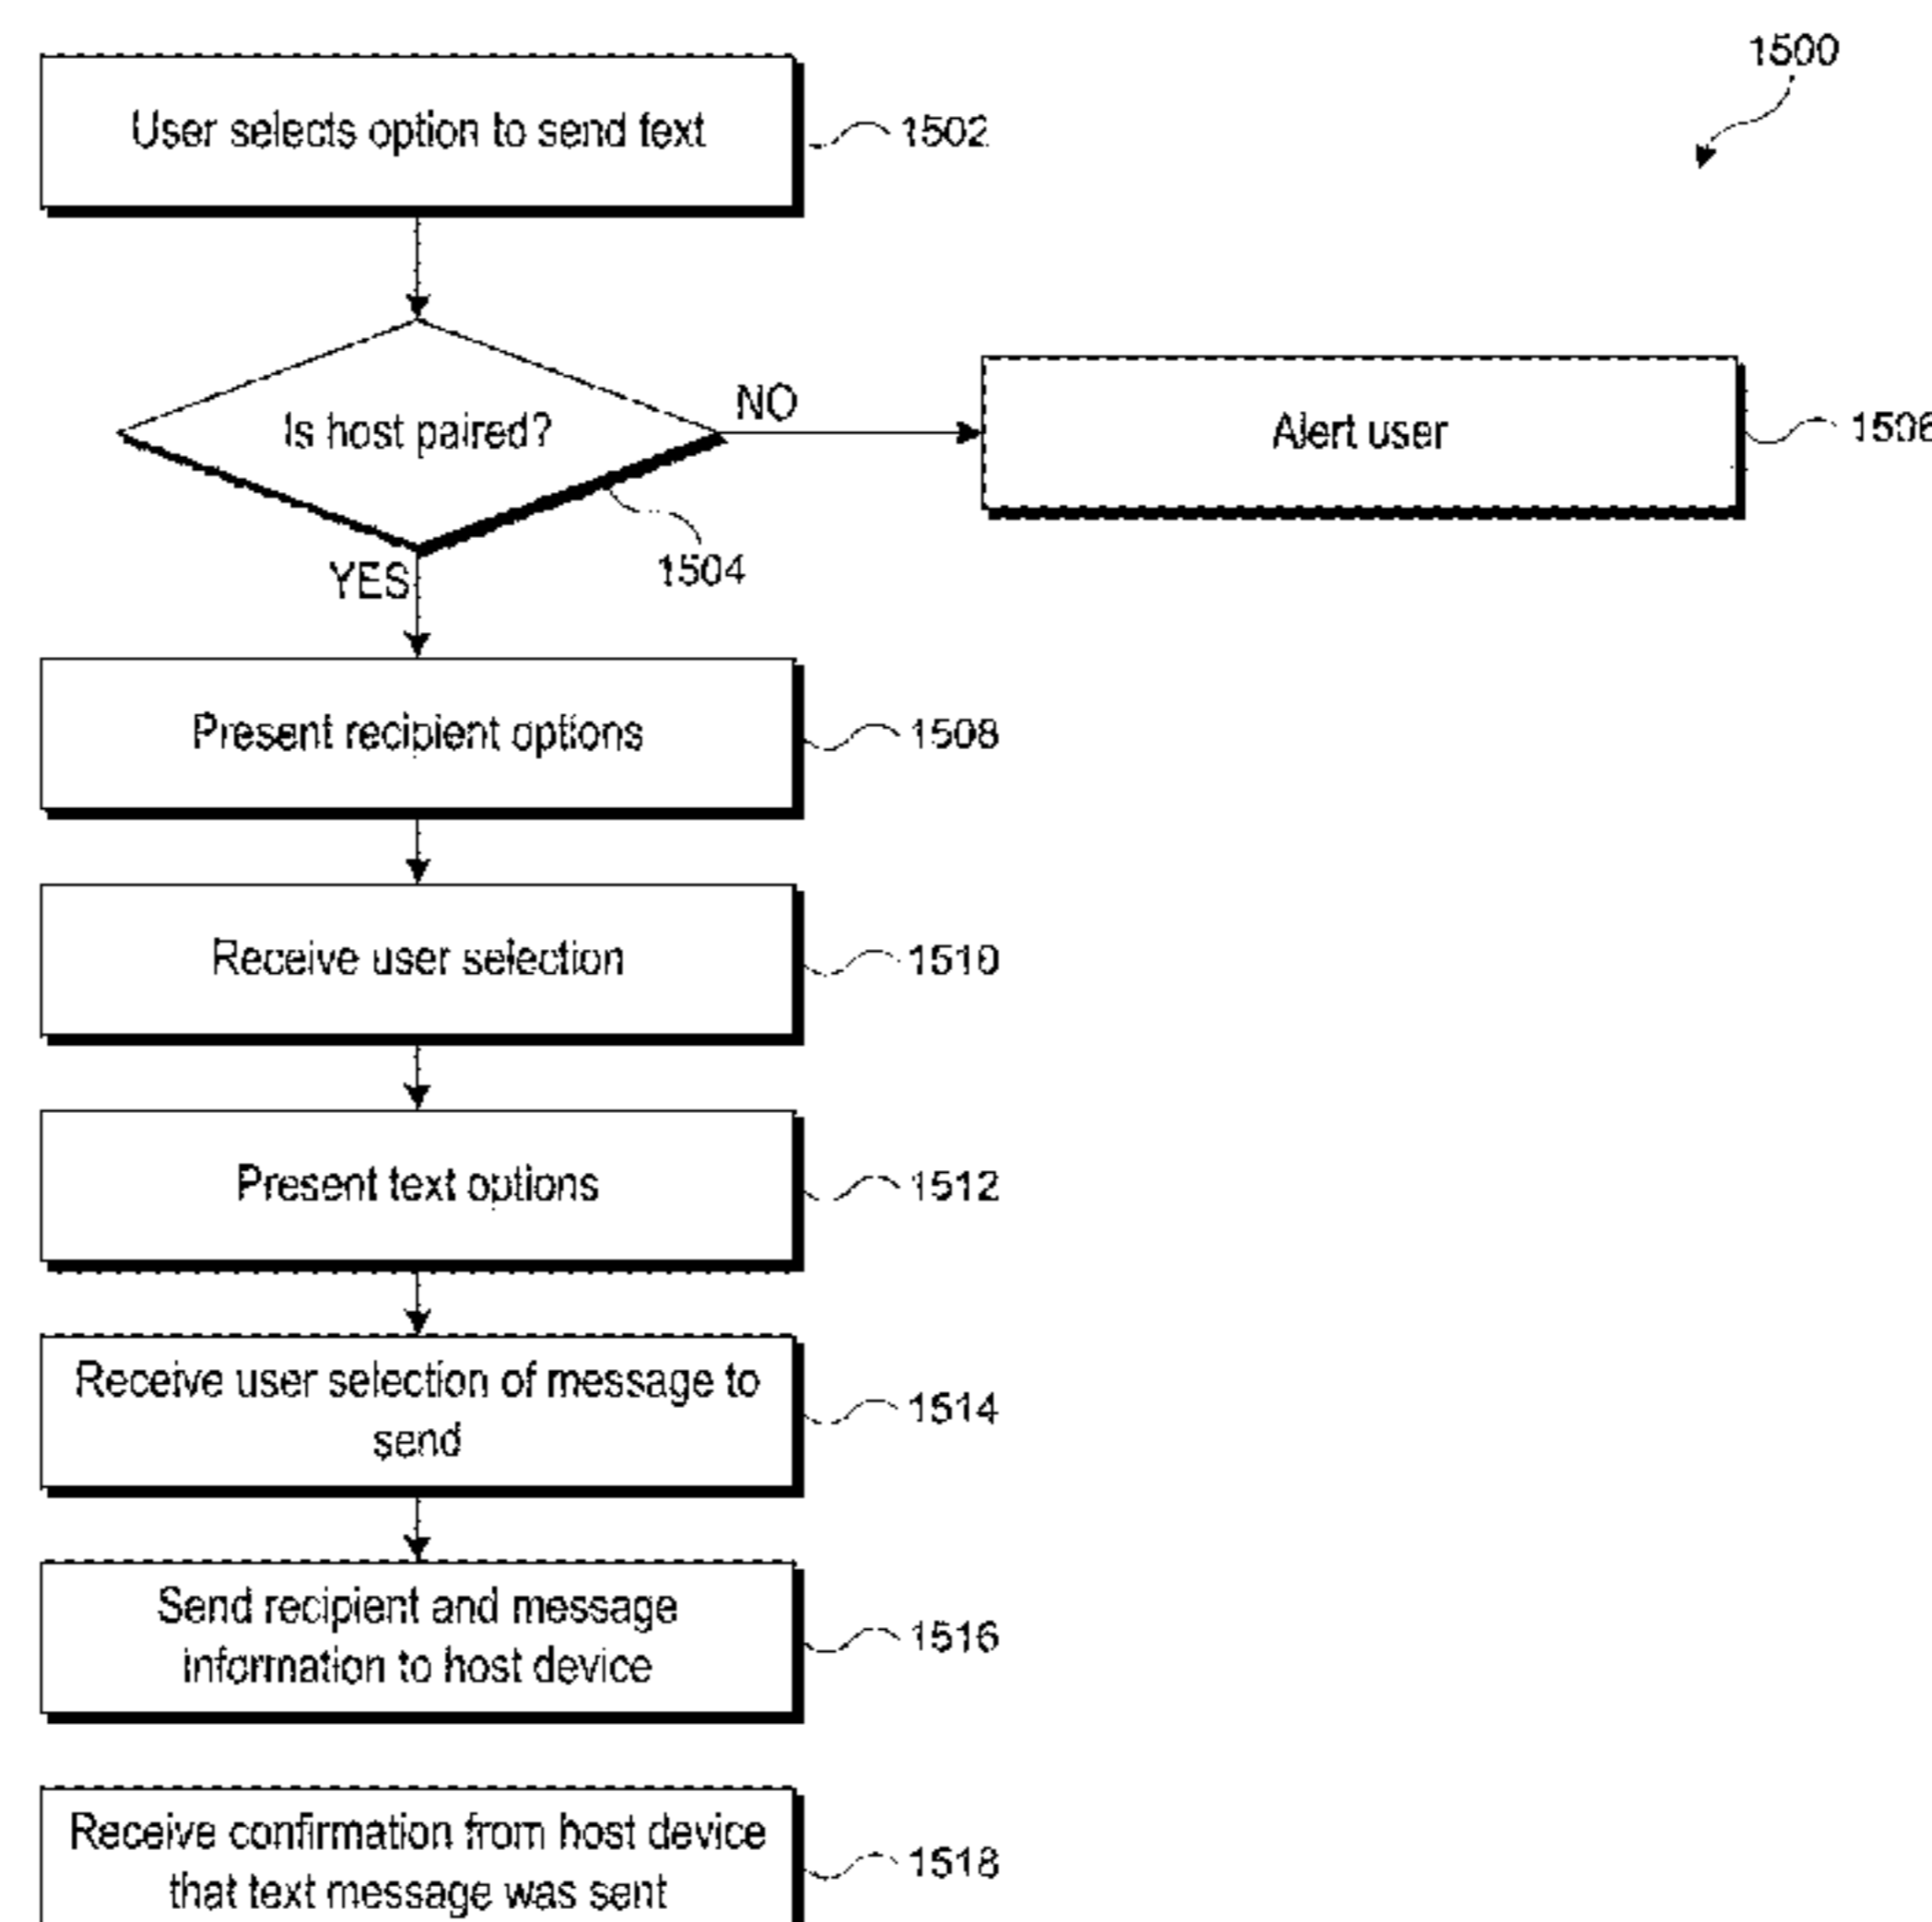 1500
User selects option to send text
1502
Is host paired?
NO
Alert user
1506
1504
YES
Present recipient options
1508
Receive user selection
1510
Present text options
1512
Receive user selection of message to
send
1514
Send recipient and message
information to host device
1516
Receive confirmation from host device
that text message was sent
1518